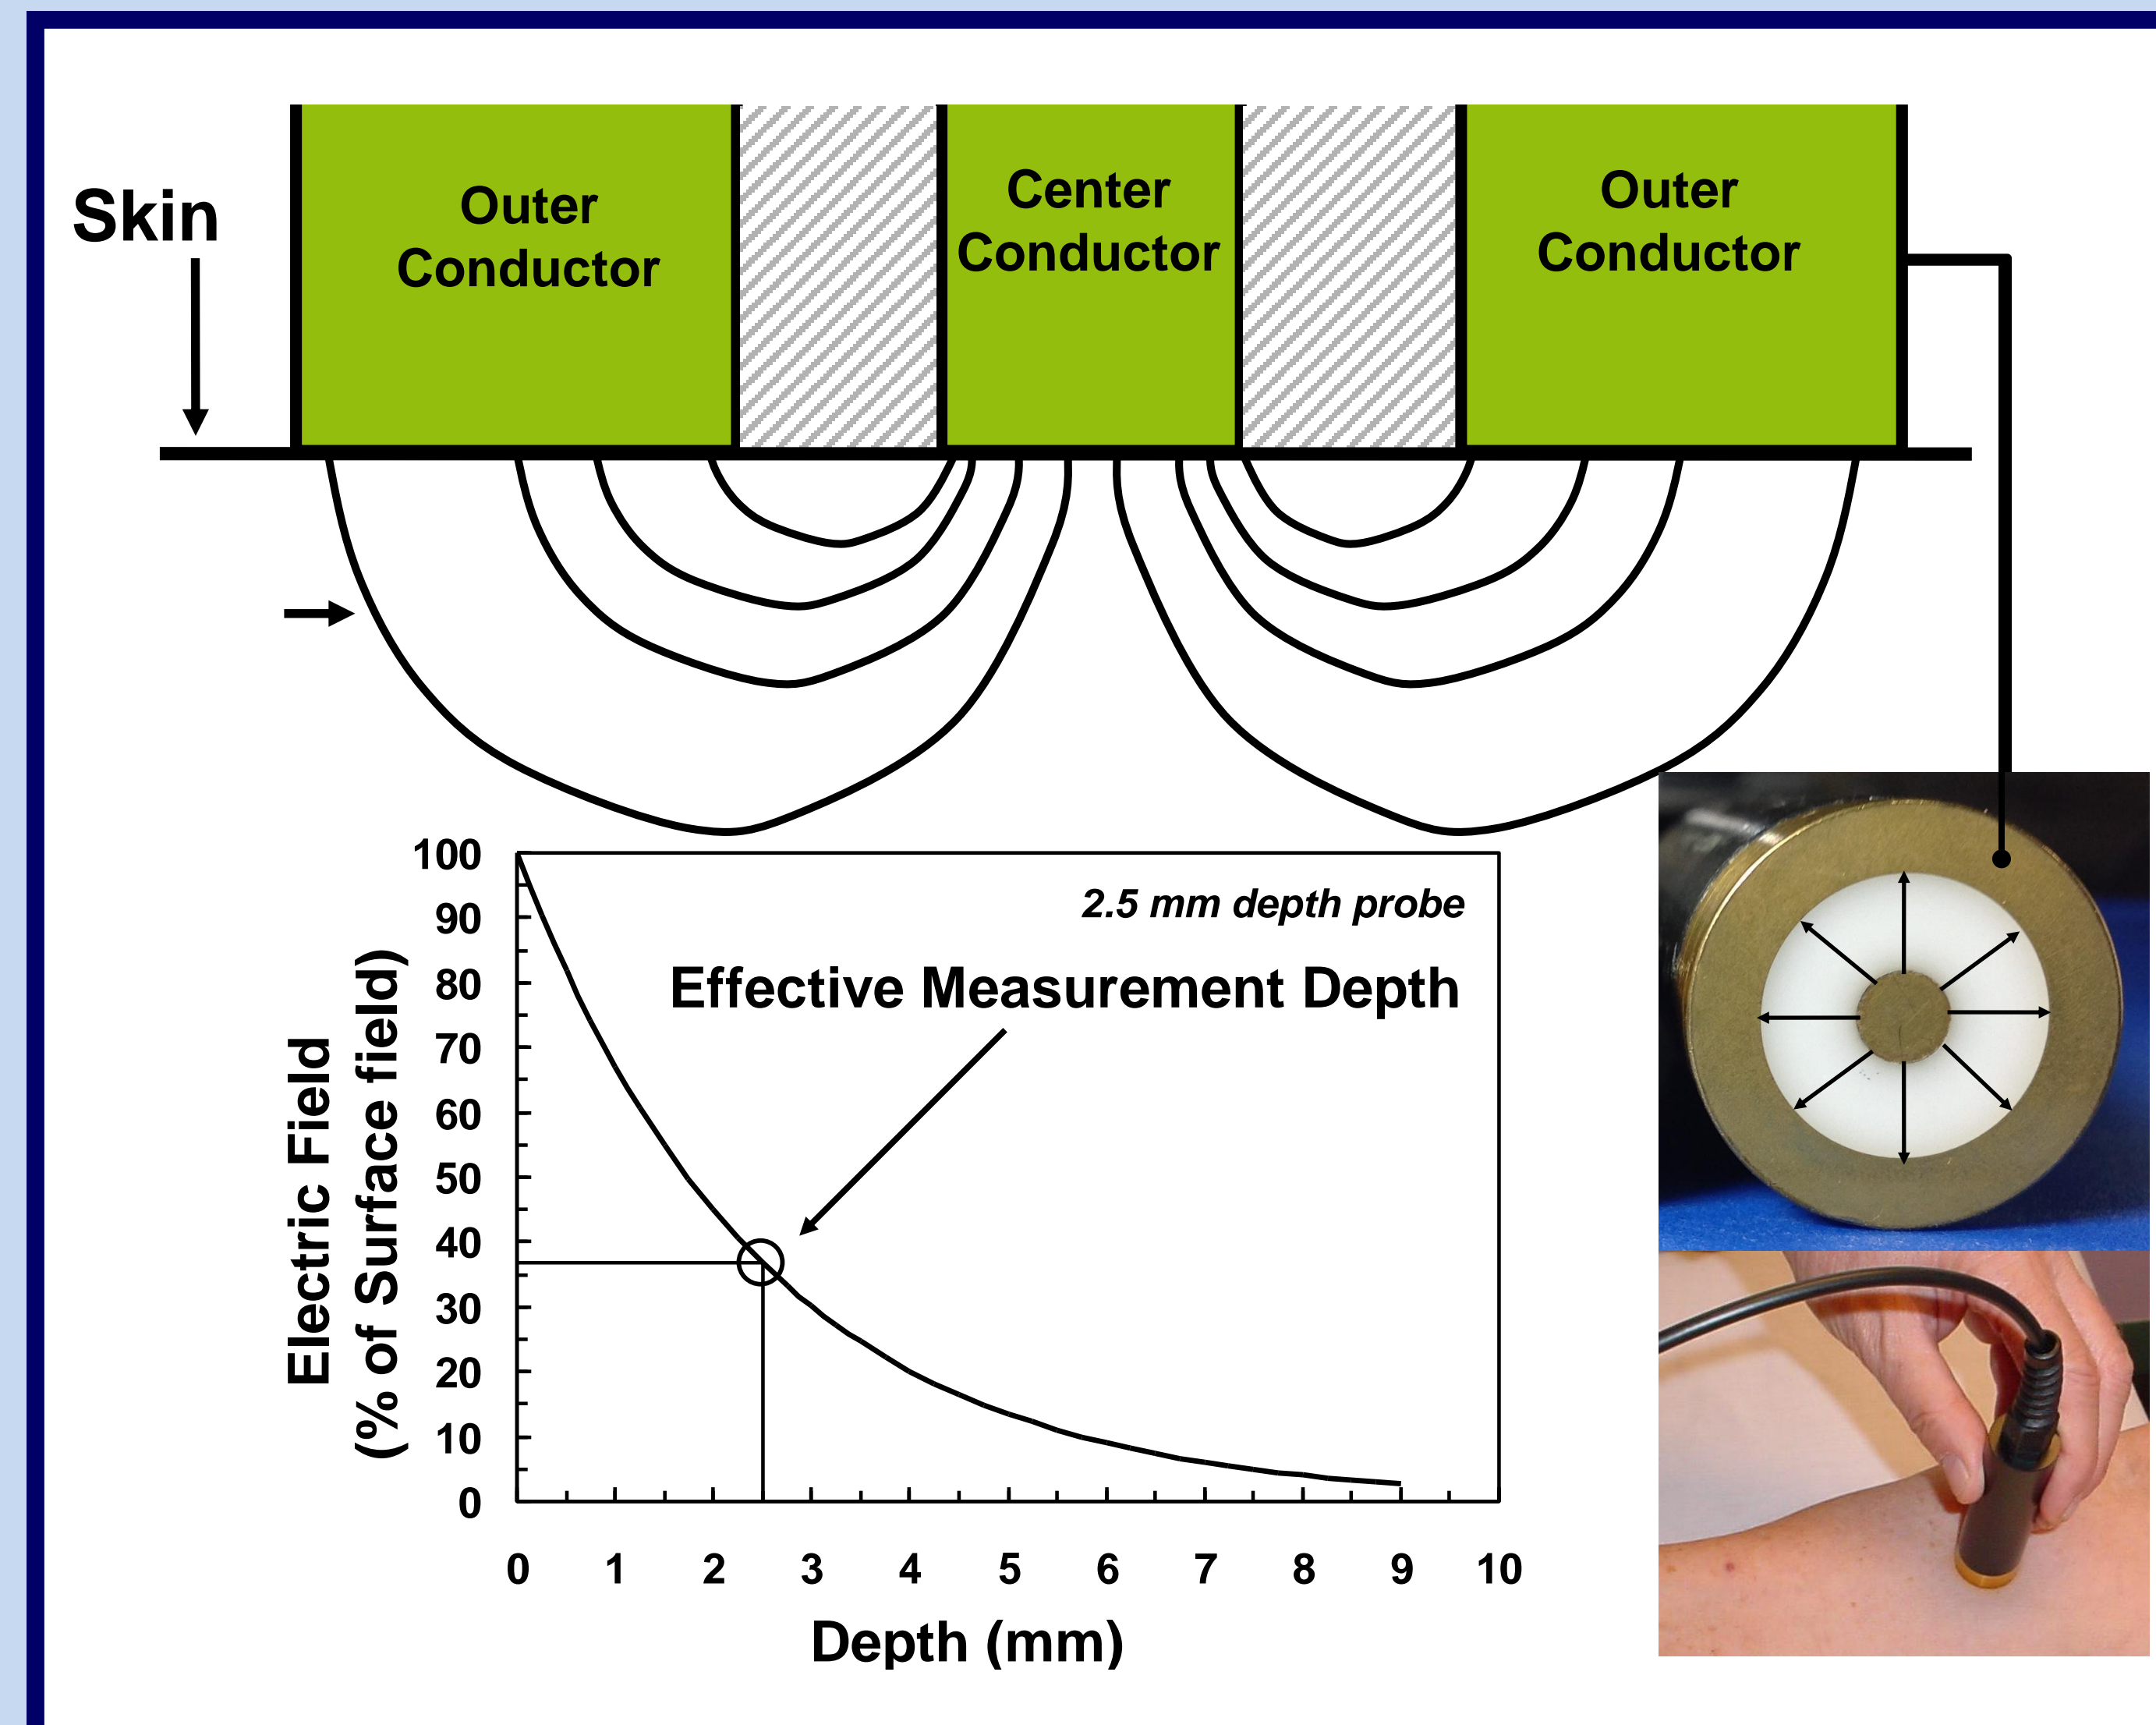 Skin
Outer
Conductor
Center
Conductor
Outer
Conductor
2.5 mm depth probe
Effective Measurement Depth
Electric Field
(% of Surface field)
100
90
80
70
60
50
40
30
20
10
0
0 1 2 3 4 5 6 7 8 9 10
Depth (mm)